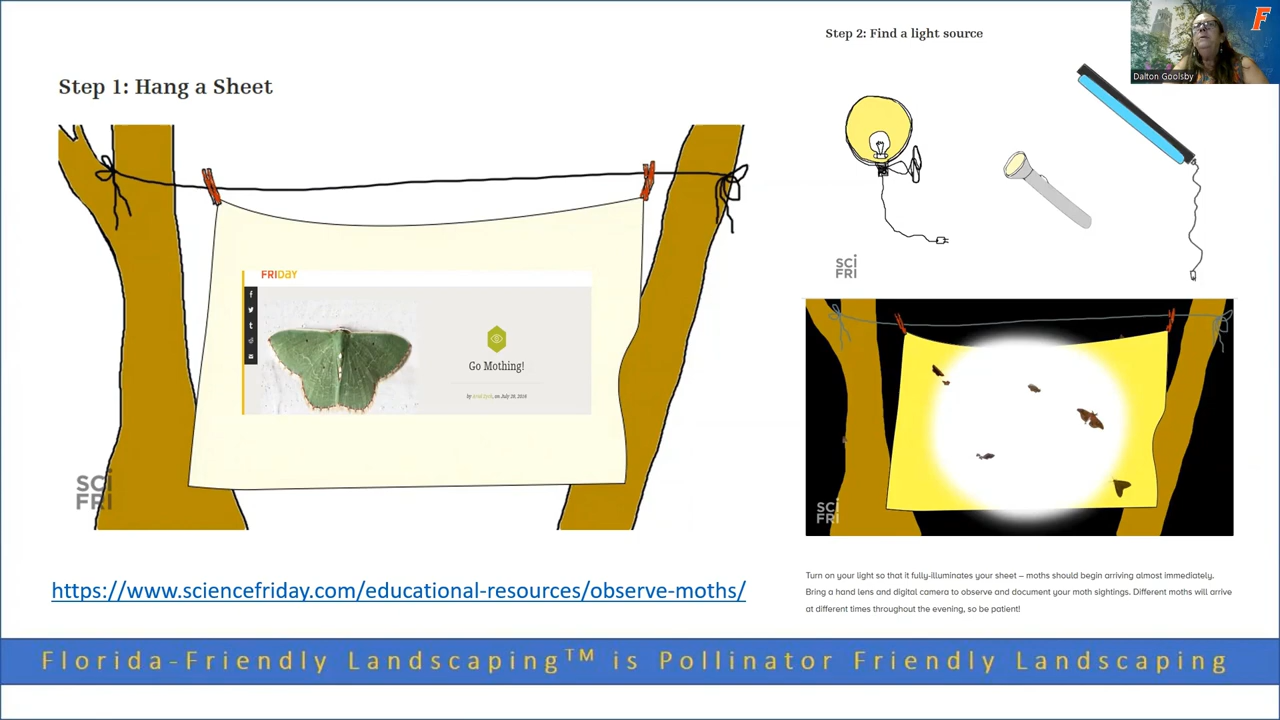 Step 1: Hang a Sheet
FRIDAY
Go Mothing!
on July 20, 2016
SCI
FRI
https://www.sciencefriday.com/educational-resources/observe-moths/
Step 2: Find a light source
F
Dalton Goolsby
SCI
FRI
SCI
FRI
Turn on your light so that it fully-illuminates your sheet – moths should begin arriving almost immediately.
Bring a hand lens and digital camera to observe and document your moth sightings. Different moths will arrive
at different times throughout the evening, so be patient!
Florida-Friendly Landscaping™ is Pollinator Friendly Landscaping